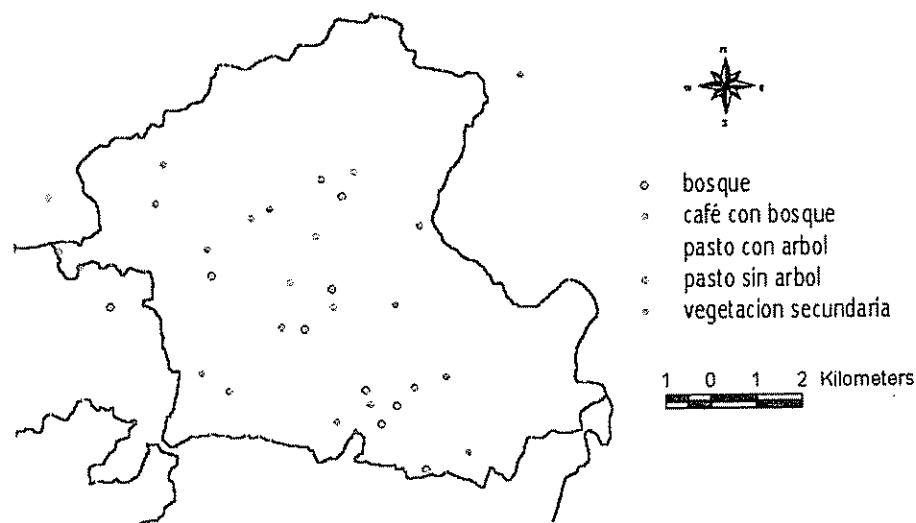 n
e
s
bosque
café con bosque
pasto con arbol
pasto sin arbol
vegetacion secundaria
1 0 1 2 Kilometers